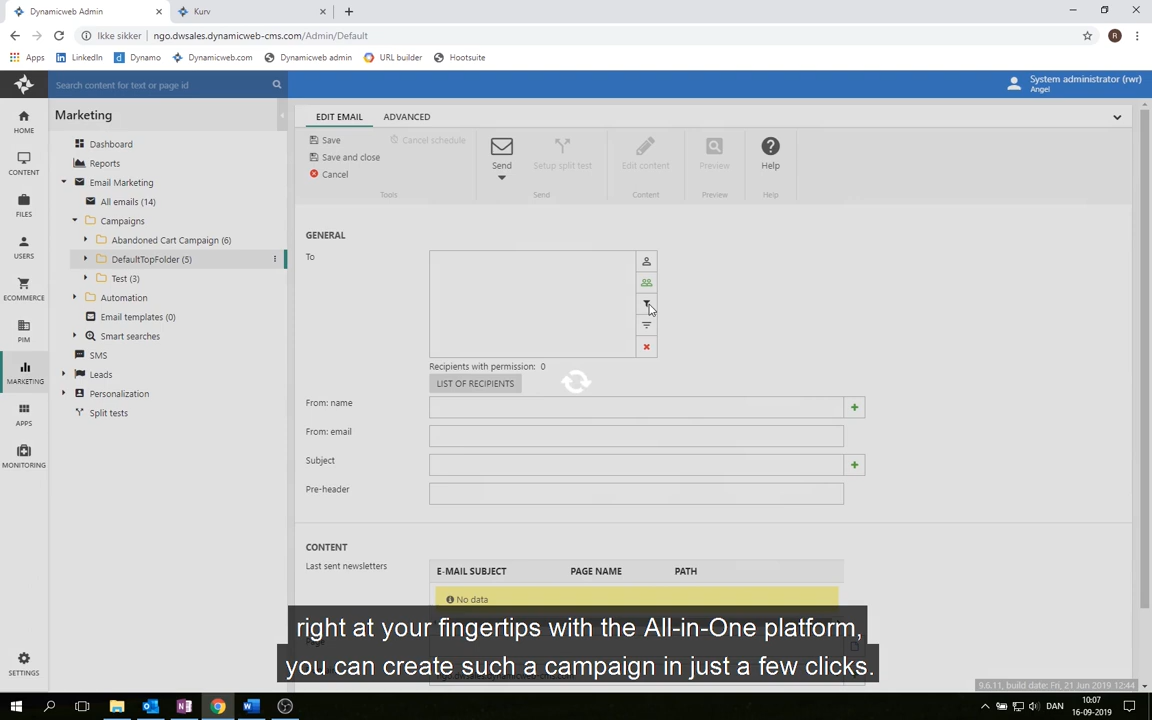 Dynamicweb Admin
Kurv
Ikke sikker
ngo.dwsales.dynamicweb-cms.com/Admin/Default
Apps
LinkedIn
Dynamo
Dynamicweb.com
Dynamicweb admin
URL builder
Hootsuite
Search content for text or page id
System administrator (rwr)
Angel
HOME
CONTENT
FILES
USERS
ECOMMERCE
PIM
MARKETING
APPS
MONITORING
SETTINGS
Marketing
Dashboard
Reports
Email Marketing
All emails (14)
Campaigns
Abandoned Cart Campaign (6)
DefaultTopFolder (5)
Test (3)
Automation
Email templates (0)
Smart searches
SMS
Leads
Personalization
Split tests
EDIT EMAIL
ADVANCED
Save
Save and close
Cancel
Cancel schedule
Tools
Send
Setup split test
Send
Edit content
Content
Preview
Preview
Help
Help
GENERAL
To
Recipients with permission: 0
LIST OF RECIPIENTS
From: name
From: email
Subject
Pre-header
CONTENT
Last sent newsletters
E-MAIL SUBJECT
PAGE NAME
PATH
No data
right at your fingertips with the All-in-One platform,
you can create such a campaign in just a few clicks.
9.6.11, build date: Fri, 21 Jun 2019 12:44
DAN
10:07
16-09-2019